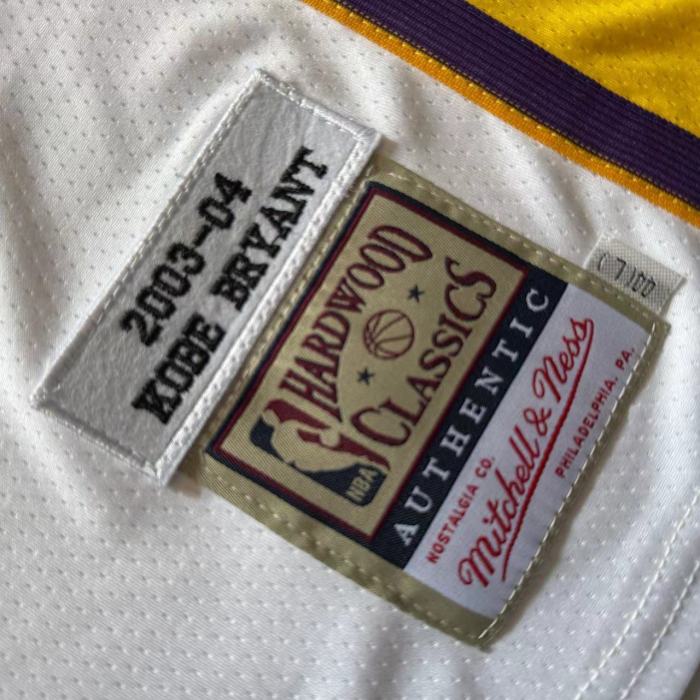 2003-04
KOBE BRYANT
HARDWOOD
CLASSICS
NBA
AUTHENTIC
NOSTALGIA CO.
Mitchell & Ness
PHILADELPHIA, PA.